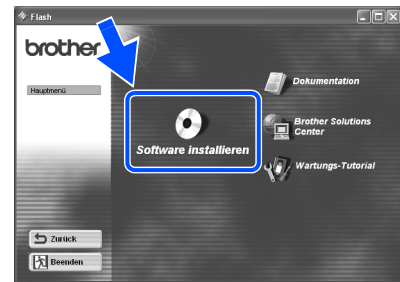 Flash
brother
Hauptmenü
Dokumentation
Brother Solutions
Center
Software installieren
Wartungs-Tutorial
Zurück
Beenden